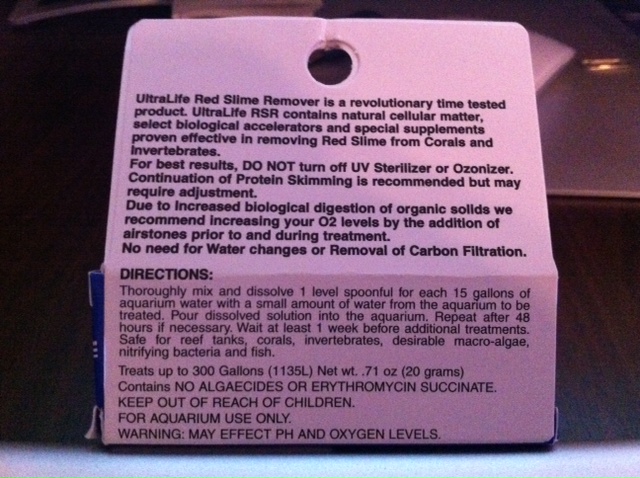 UltraLife Red Slime Remover is a revolutionary time tested
product. UltraLife RSR contains natural cellular matter,
select biological accelerators and special supplements
proven effective in removing Red Slime from Corals and
Invertebrates.
For best results, DO NOT turn off UV Sterilizer or Ozonizer.
Continuation of Protein Skimming is recommended but may
require adjustment.
Due to Increased biological digestion of organic solids we
recommend increasing your O2 levels by the addition of
airstones prior to and during treatment.
No need for Water changes or Removal of Carbon Filtration.
DIRECTIONS:
Thoroughly mix and dissolve 1 level spoonful for each 15 gallons of
aquarium water with a small amount of water from the aquarium to be
treated. Pour dissolved solution into the aquarium. Repeat after 48
hours if necessary. Wait at least 1 week before additional treatments.
Safe for reef tanks, corals, invertebrates, desirable macro-algae,
nitrifying bacteria and fish.
Treats up to 300 Gallons (1135L) Net wt. .71 oz (20 grams)
Contains NO ALGAECIDES OR ERYTHROMYCIN SUCCINATE.
KEEP OUT OF REACH OF CHILDREN.
FOR AQUARIUM USE ONLY.
WARNING: MAY EFFECT PH AND OXYGEN LEVELS.